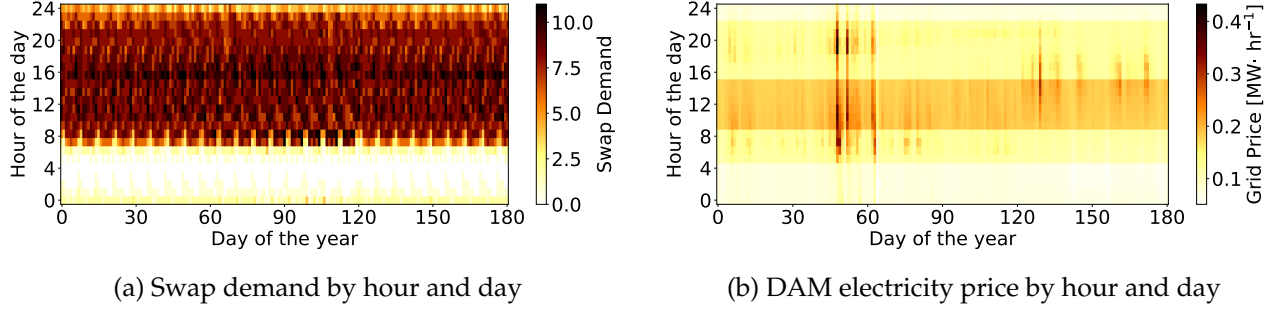 24
20
16
12
8
4
0
Hour of the day
0 30 60 90 120 150 180
Day of the year
10.0
7.5
5.0
2.5
0.0
Swap Demand
(a) Swap demand by hour and day
24
20
16
12
8
4
0
Hour of the day
0 30 60 90 120 150 180
Day of the year
0.4
0.3
0.2
0.1
Grid Price [MW· hr⁻¹]
(b) DAM electricity price by hour and day